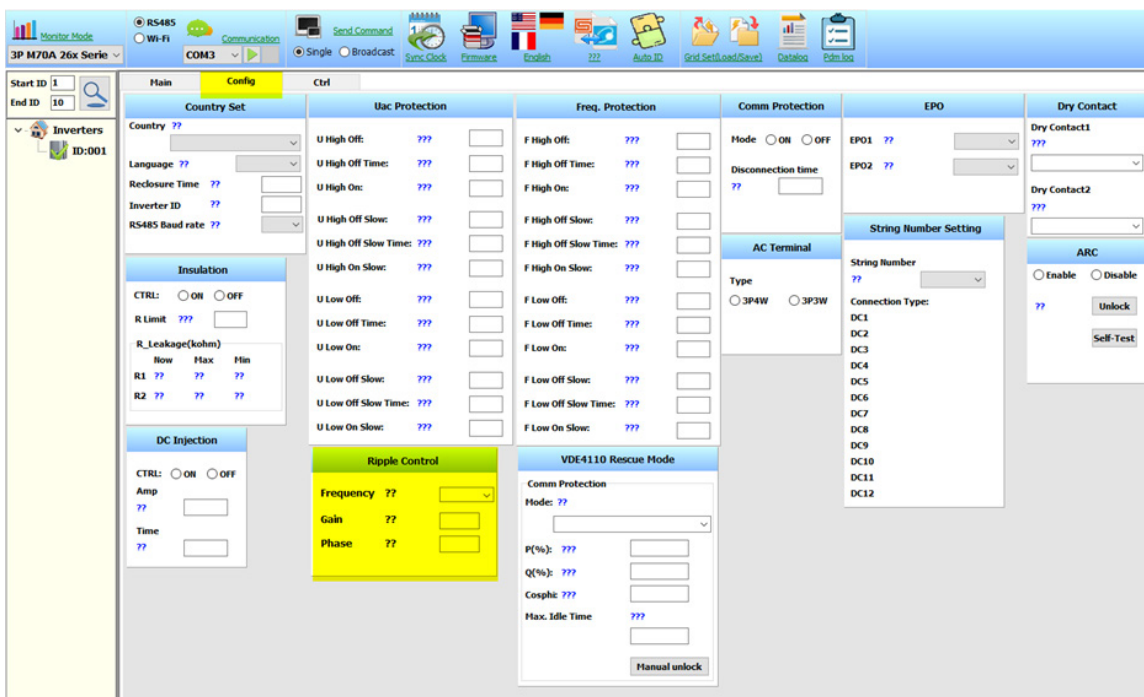 Monitor Mode
3P M70A 26x Serie
RS485
Wi-Fi
Communication
COM3
Send Command
Single Broadcast
Sync Clock
Firmware
English
???
Auto ID
Grid Set(Load/Save)
Datalog
Pdm log
Start ID 1
End ID 10
Inverters
ID:001
Main Config Ctrl
Country Set
Country ??
Language ??
Reclosure Time ??
Inverter ID ??
RS485 Baud rate ??
Insulation
CTRL: ON OFF
R Limit ???
R_Leakage(kohm)
Now Max Min
R1 ?? ?? ??
R2 ?? ?? ??
DC Injection
CTRL: ON OFF
Amp
??
Time
??
Uac Protection
U High Off: ???
U High Off Time: ???
U High On: ???
U High Off Slow: ???
U High Off Slow Time: ???
U High On Slow: ???
U Low Off: ???
U Low Off Time: ???
U Low On: ???
U Low Off Slow: ???
U Low Off Slow Time: ???
U Low On Slow: ???
Ripple Control
Frequency ??
Gain ??
Phase ??
Freq. Protection
F High Off: ???
F High Off Time: ???
F High On: ???
F High Off Slow: ???
F High Off Slow Time: ???
F High On Slow: ???
F Low Off: ???
F Low Off Time: ???
F Low On: ???
F Low Off Slow: ???
F Low Off Slow Time: ???
F Low On Slow: ???
VDE4110 Rescue Mode
Comm Protection
Mode: ??
P(%): ???
Q(%): ???
Cosphi: ???
Max. Idle Time ???
Manual unlock
Comm Protection
Mode ON OFF
Disconnection time
??
AC Terminal
Type
3P4W 3P3W
EPO
EPO1 ??
EPO2 ??
String Number Setting
String Number
??
Connection Type:
DC1
DC2
DC3
DC4
DC5
DC6
DC7
DC8
DC9
DC10
DC11
DC12
Dry Contact
Dry Contact1
???
Dry Contact2
???
ARC
Enable Disable
?? Unlock
Self-Test